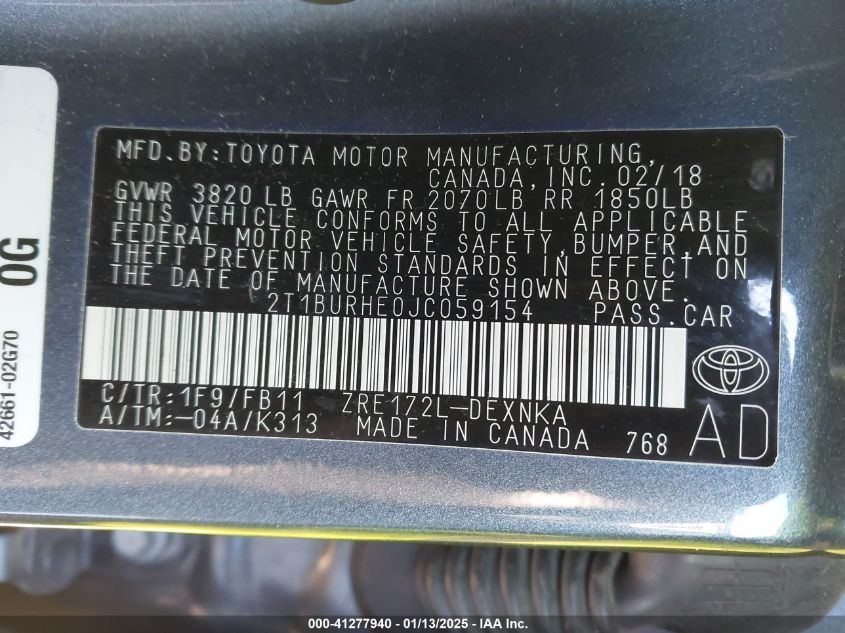 MFD.BY:TOYOTA MOTOR MANUFACTURING,
CANADA,INC.02/18
GVWR 3820 LB GAWR FR 2070LB RR 1850LB
THIS VEHICLE CONFORMS TO ALL APPLICABLE
FEDERAL MOTOR VEHICLE SAFETY,BUMPER,AND
THEFT PREVENTION STANDARDS IN EFFECT ON
THE DATE OF MANUFACTURE SHOWN ABOVE.
2T1BURHE0JC059154 PASS.CAR
C/TR:1F9/FB11 ZRE172L-DEXNKA
A/TM:-04A/K313 MADE IN CANADA 768
AD
0G
42661-02G70
000-41277940 - 01/13/2025 - IAA Inc.